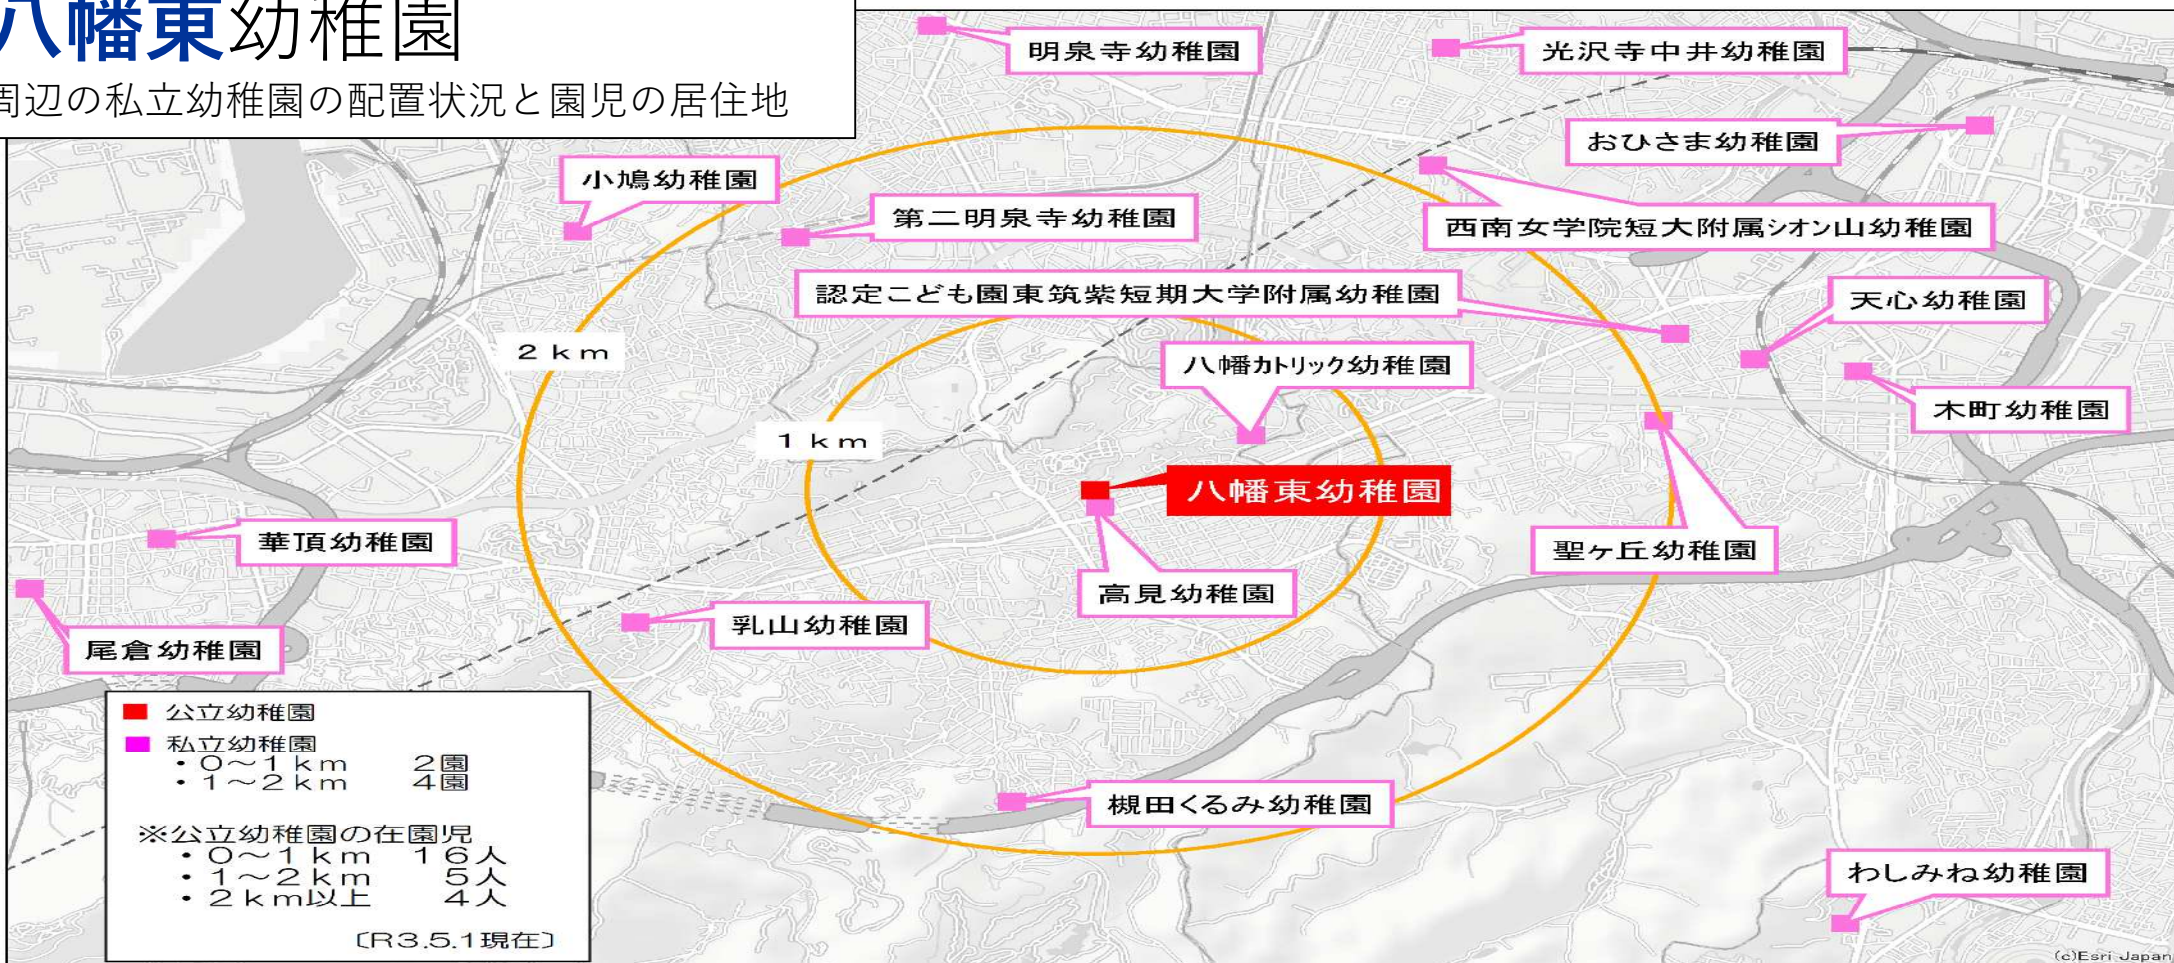 八幡東幼稚園
周辺の私立幼稚園の配置状況と園児の居住地
明泉寺幼稚園
光沢寺中井幼稚園
おひさま幼稚園
小鳩幼稚園
第二明泉寺幼稚園
西南女学院短大附属シオン山幼稚園
認定こども園東筑紫短期大学附属幼稚園
天心幼稚園
2km
八幡カトリック幼稚園
木町幼稚園
1km
八幡東幼稚園
華頂幼稚園
聖ヶ丘幼稚園
高見幼稚園
乳山幼稚園
尾倉幼稚園
槻田くるみ幼稚園
わしみね幼稚園
公立幼稚園
私立幼稚園
・0～1km 2園
・1～2km 4園
※公立幼稚園の在園児
・0～1km 16人
・1～2km 5人
・2km以上 4人
〔R3.5.1現在〕
(c)Esri Japan